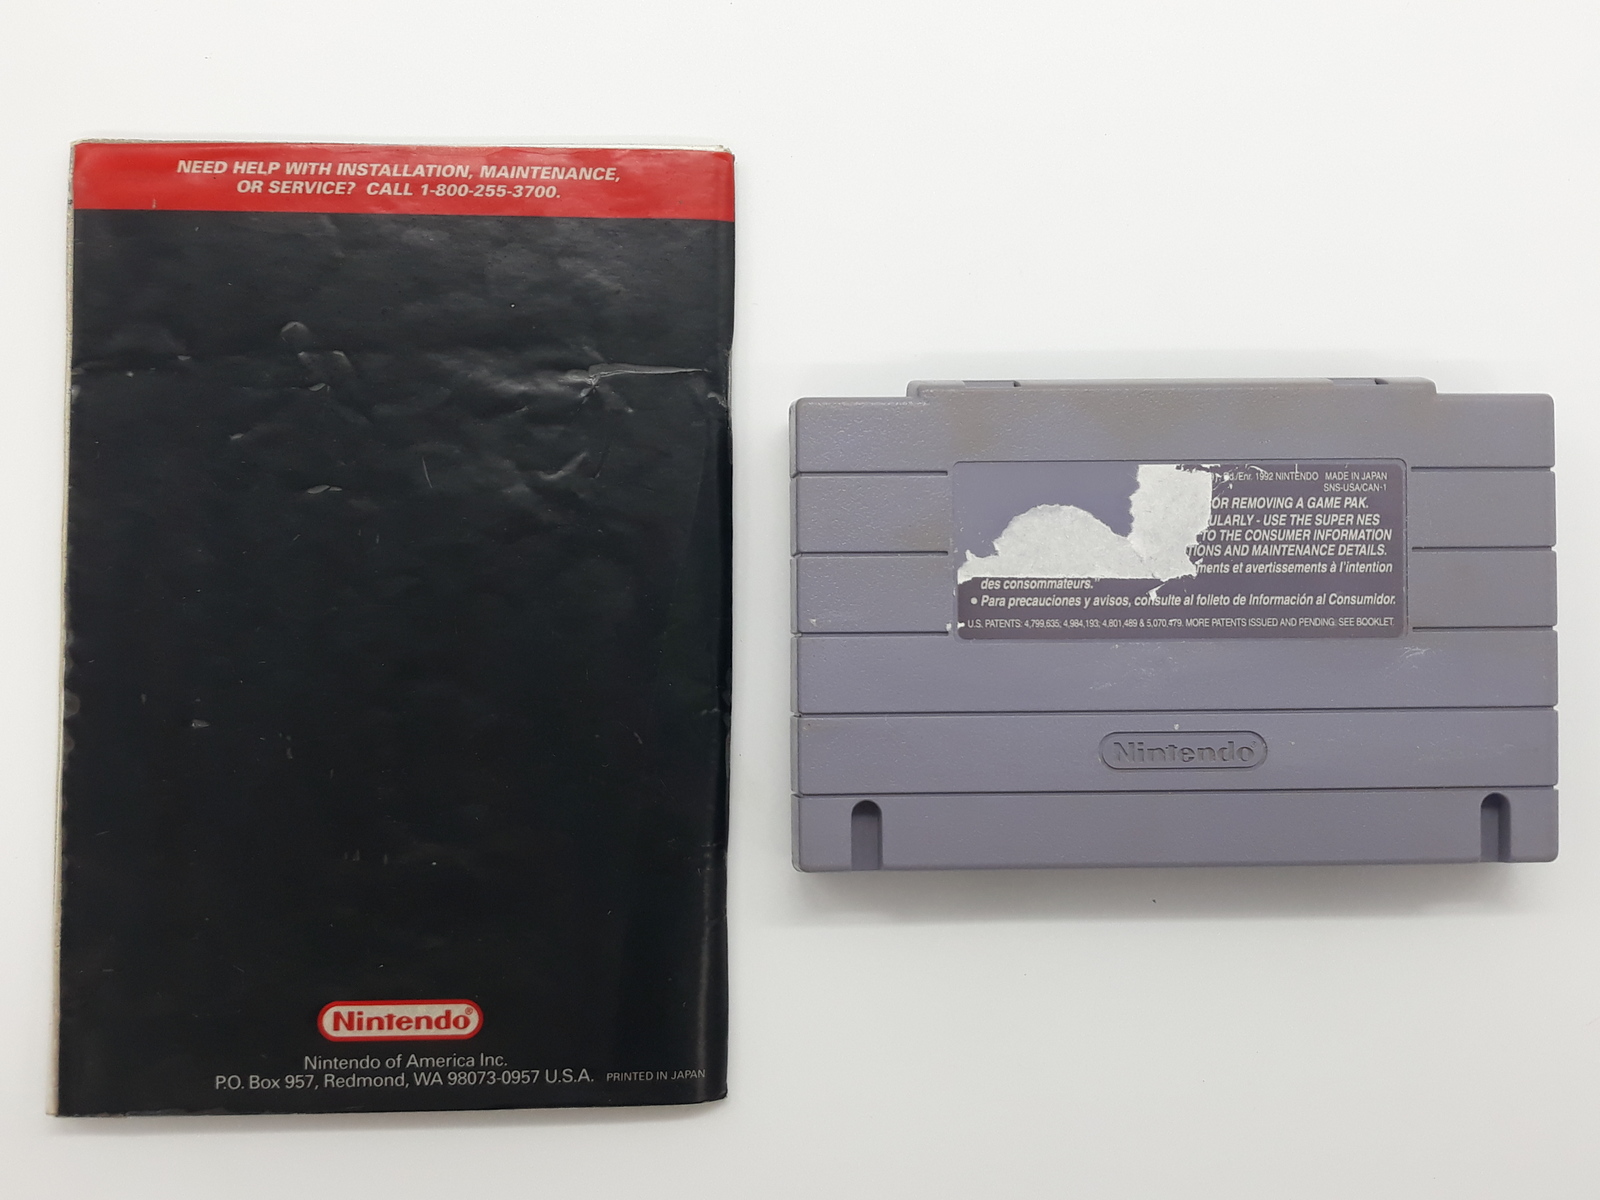 NEED HELP WITH INSTALLATION, MAINTENANCE,
OR SERVICE? CALL 1-800-255-3700.
Nintendo®
Nintendo of America Inc.
P.O. Box 957, Redmond, WA 98073-0957 U.S.A. PRINTED IN JAPAN
Ed./Enr. 1992 NINTENDO MADE IN JAPAN
SNS-USA/CAN-1
OR REMOVING A GAME PAK.
ULARLY - USE THE SUPER NES
TO THE CONSUMER INFORMATION
TIONS AND MAINTENANCE DETAILS.
ments et avertissements à l'intention
des consommateurs."
• Para precauciones y avisos, consulte al folleto de Información al Consumidor.
U.S. PATENTS: 4,799,635; 4,984,193; 4,801,489 & 5,070,479. MORE PATENTS ISSUED AND PENDING. SEE BOOKLET.
Nintendo®